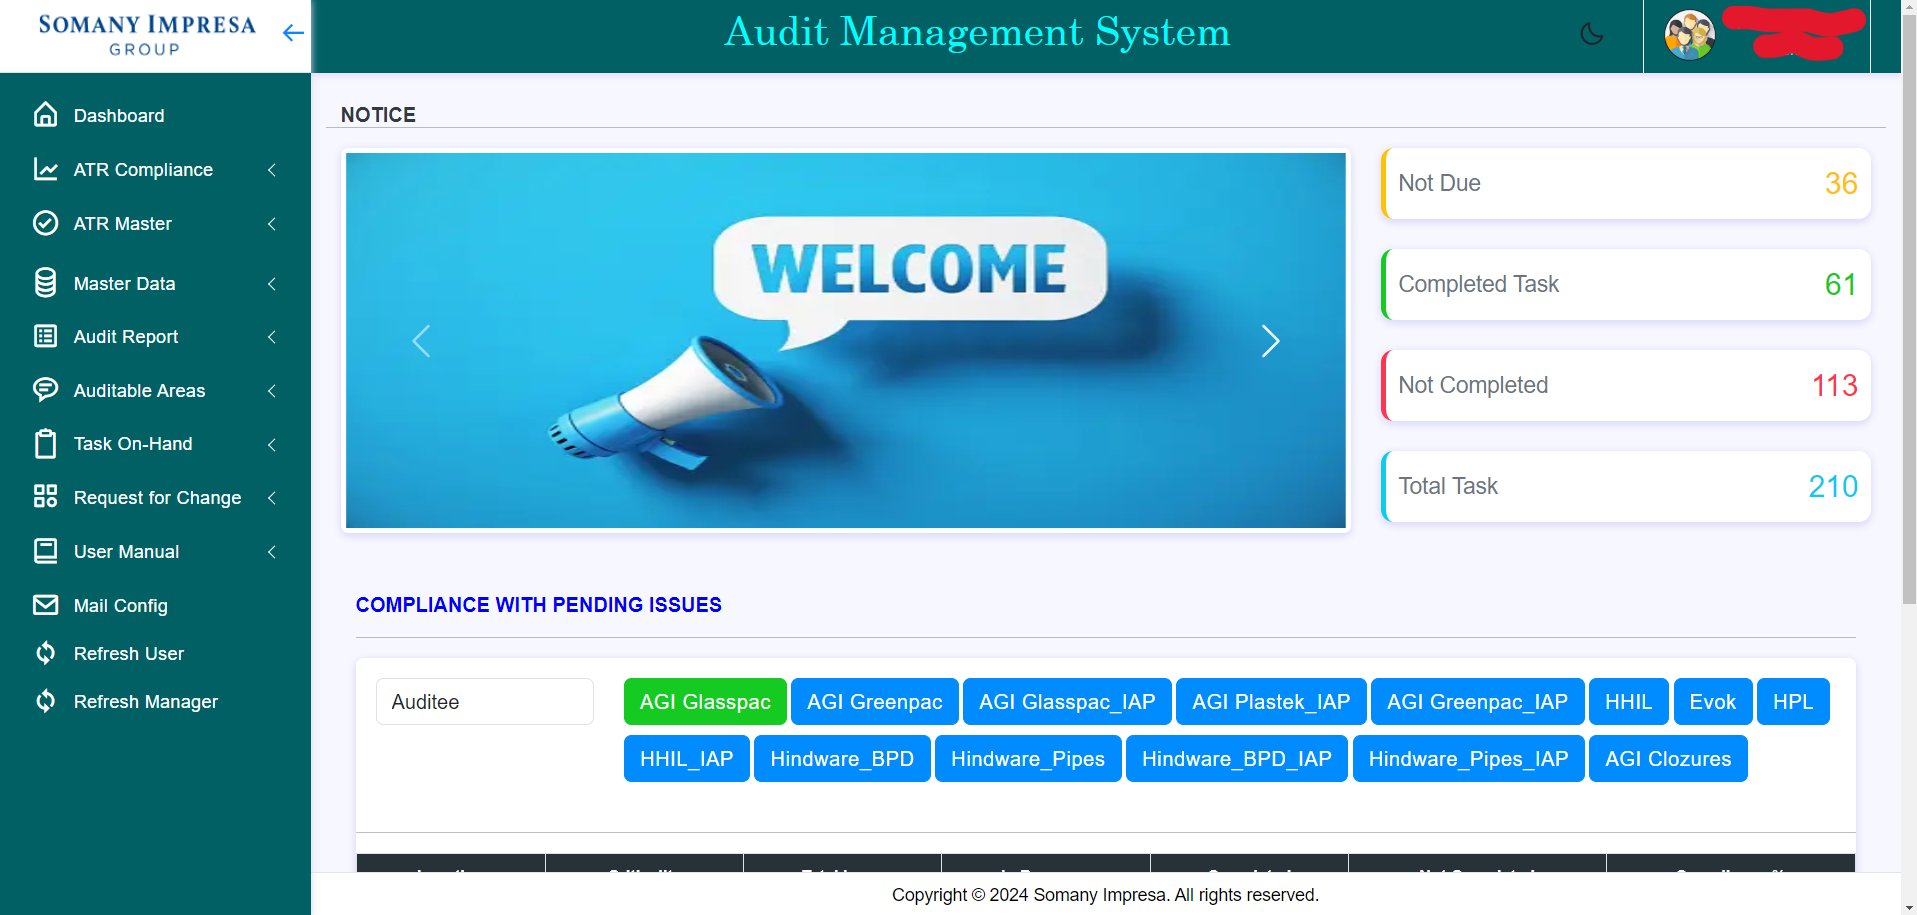 SOMANY IMPRESA
GROUP
Audit Management System
Dashboard
ATR Compliance
ATR Master
Master Data
Audit Report
Auditable Areas
Task On-Hand
Request for Change
User Manual
Mail Config
Refresh User
Refresh Manager
NOTICE
WELCOME
Not Due 36
Completed Task 61
Not Completed 113
Total Task 210
COMPLIANCE WITH PENDING ISSUES
Auditee
AGI Glasspac AGI Greenpac AGI Glasspac_IAP AGI Plastek_IAP AGI Greenpac_IAP HHIL Evok HPL
HHIL_IAP Hindware_BPD Hindware_Pipes Hindware_BPD_IAP Hindware_Pipes_IAP AGI Clozures
Copyright © 2024 Somany Impresa. All rights reserved.